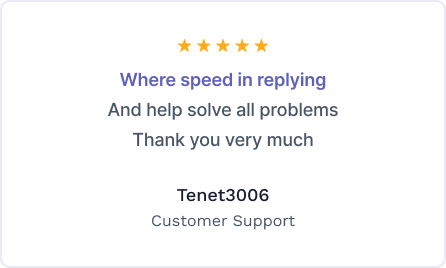 Where speed in replying
And help solve all problems
Thank you very much
Tenet3006
Customer Support